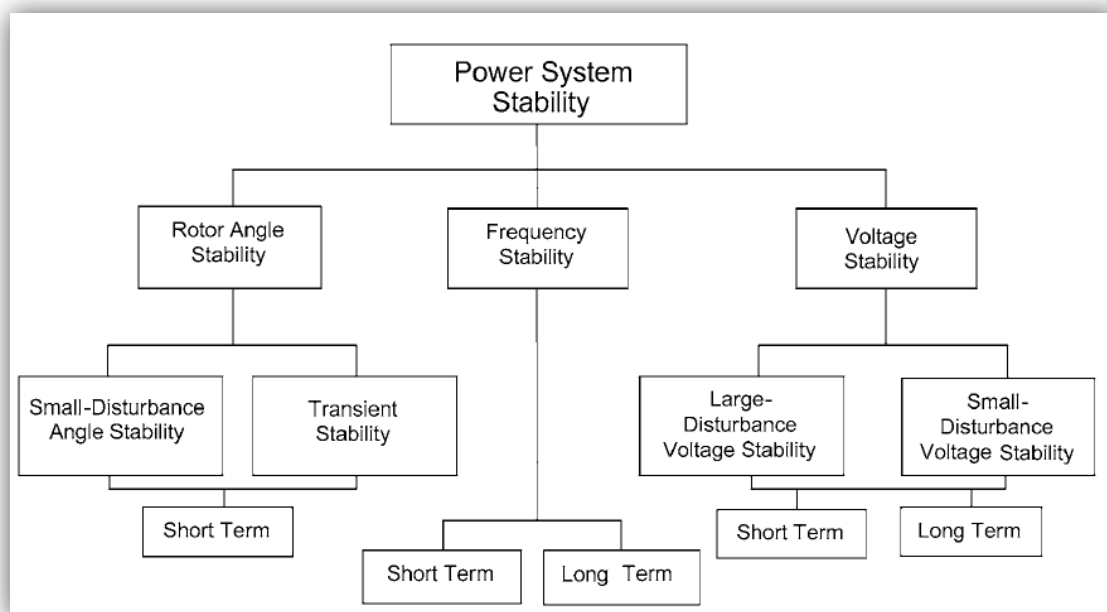 Power System
Stability
Rotor Angle
Stability
Frequency
Stability
Voltage
Stability
Small-Disturbance
Angle Stability
Transient
Stability
Large-
Disturbance
Voltage Stability
Small-
Disturbance
Voltage Stability
Short Term
Short Term
Long Term
Short Term
Long Term